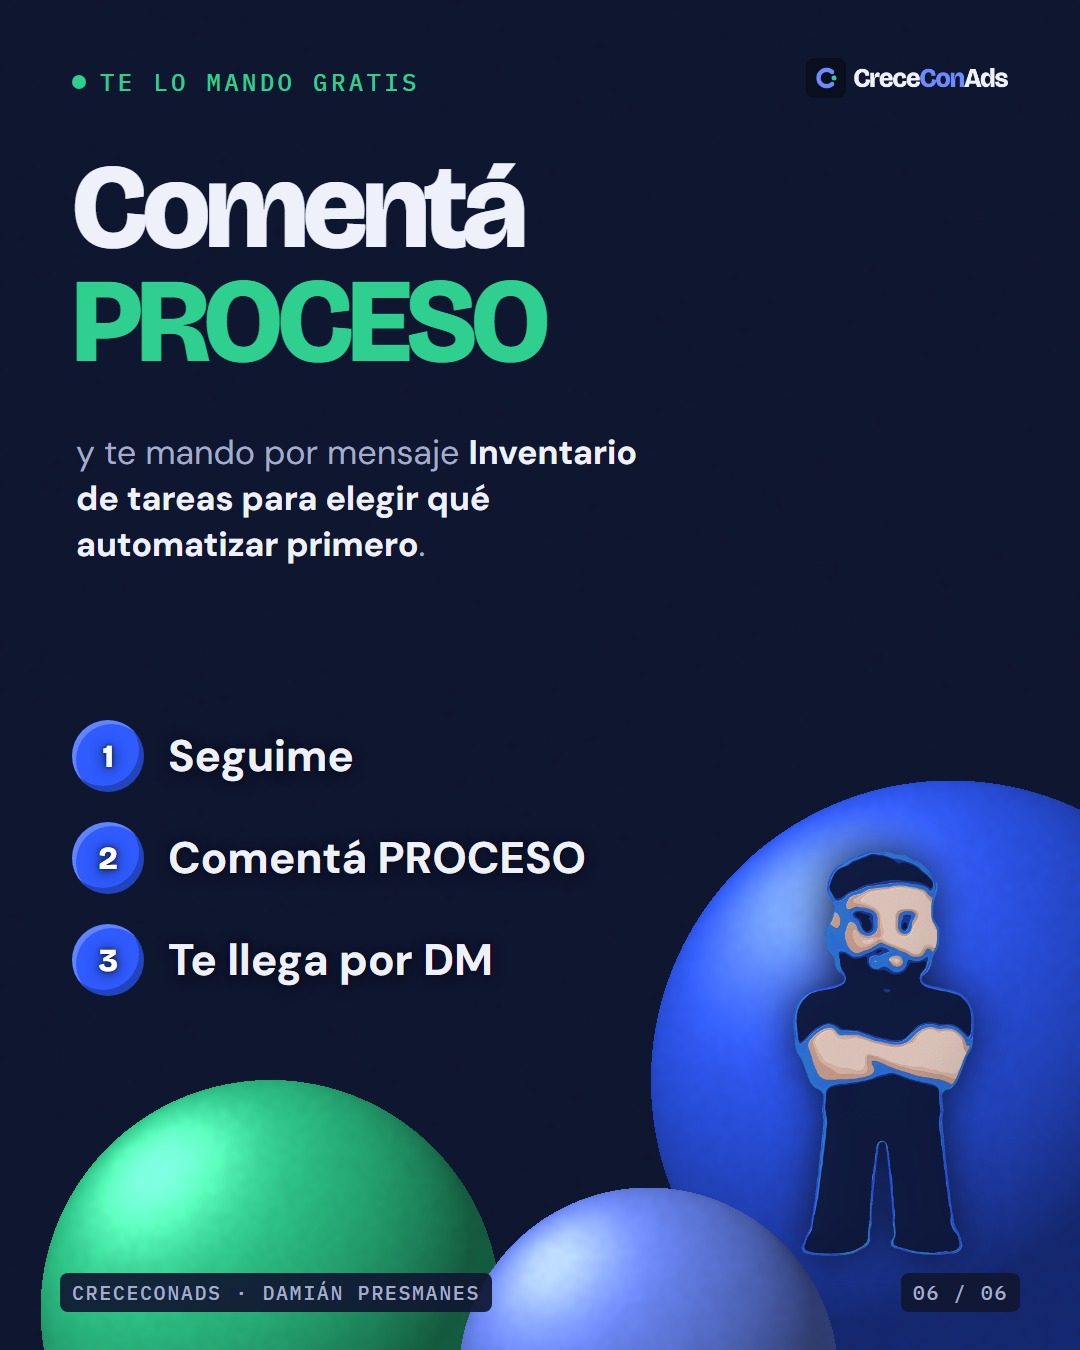 TE LO MANDO GRATIS
CreceConAds
Comentá
PROCESO
y te mando por mensaje Inventario
de tareas para elegir qué
automatizar primero.
1 Seguime
2 Comentá PROCESO
3 Te llega por DM
CRECECONADS · DAMIÁN PRESMANES
06 / 06